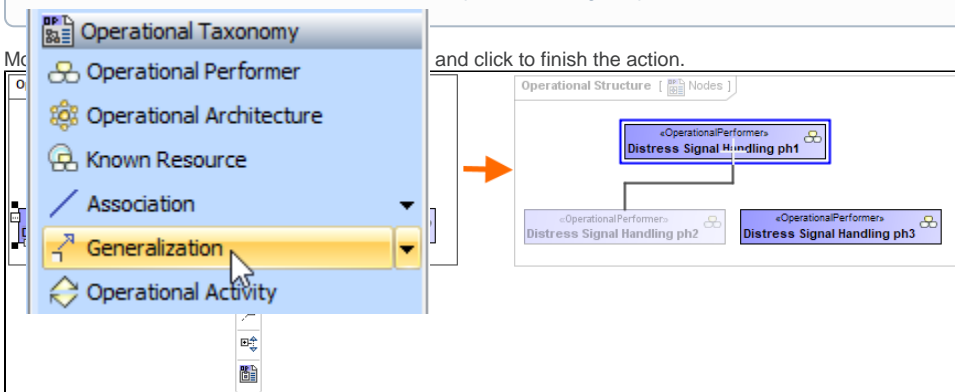 Operational Taxonomy
Mo and click to finish the action.
Operational Performer
Operational Architecture
Known Resource
Association
Generalization
Operational Activity
Operational Structure [ Nodes ]
«OperationalPerformer»
Distress Signal Handling ph1
«OperationalPerformer»
Distress Signal Handling ph2
«OperationalPerformer»
Distress Signal Handling ph3